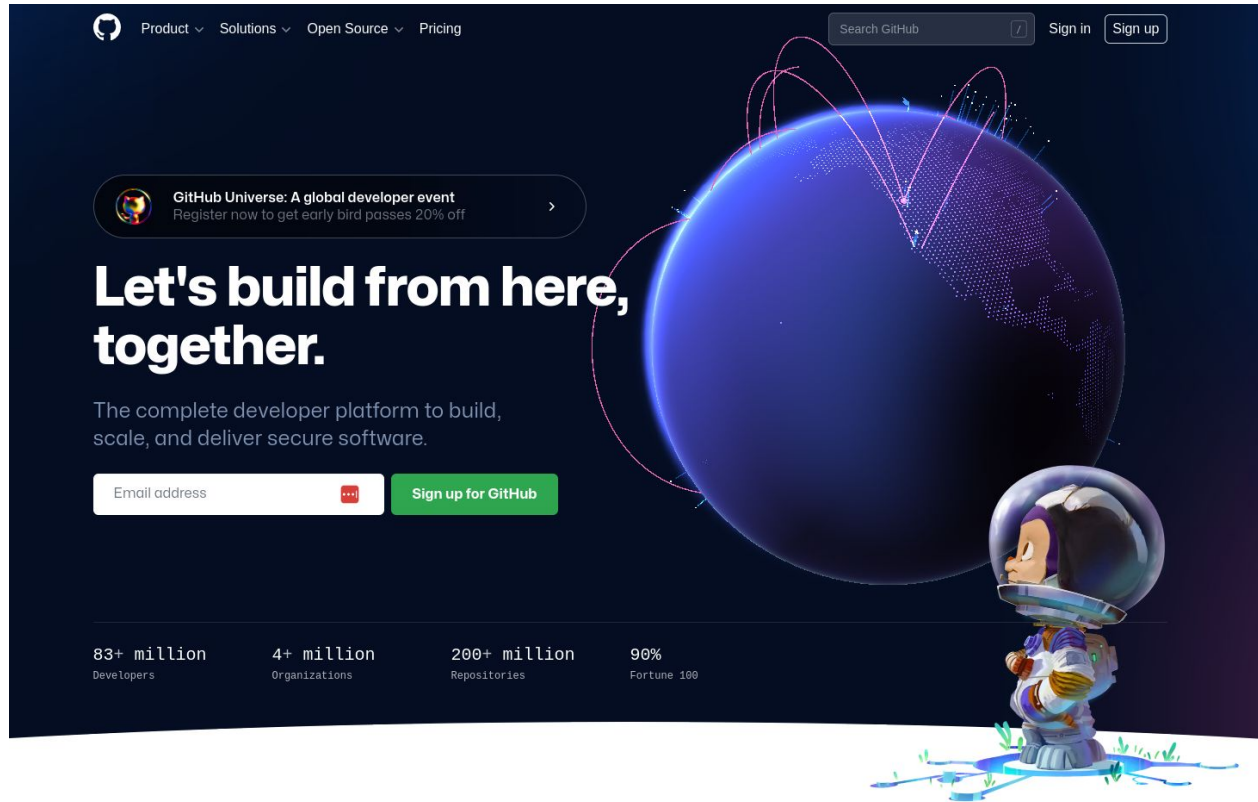 Product
Solutions
Open Source
Pricing
Search GitHub
/
Sign in
Sign up
GitHub Universe: A global developer event
Register now to get early bird passes 20% off
Let's build from here,
together.
The complete developer platform to build,
scale, and deliver secure software.
Email address
Sign up for GitHub
83+ million
Developers
4+ million
Organizations
200+ million
Repositories
90%
Fortune 100